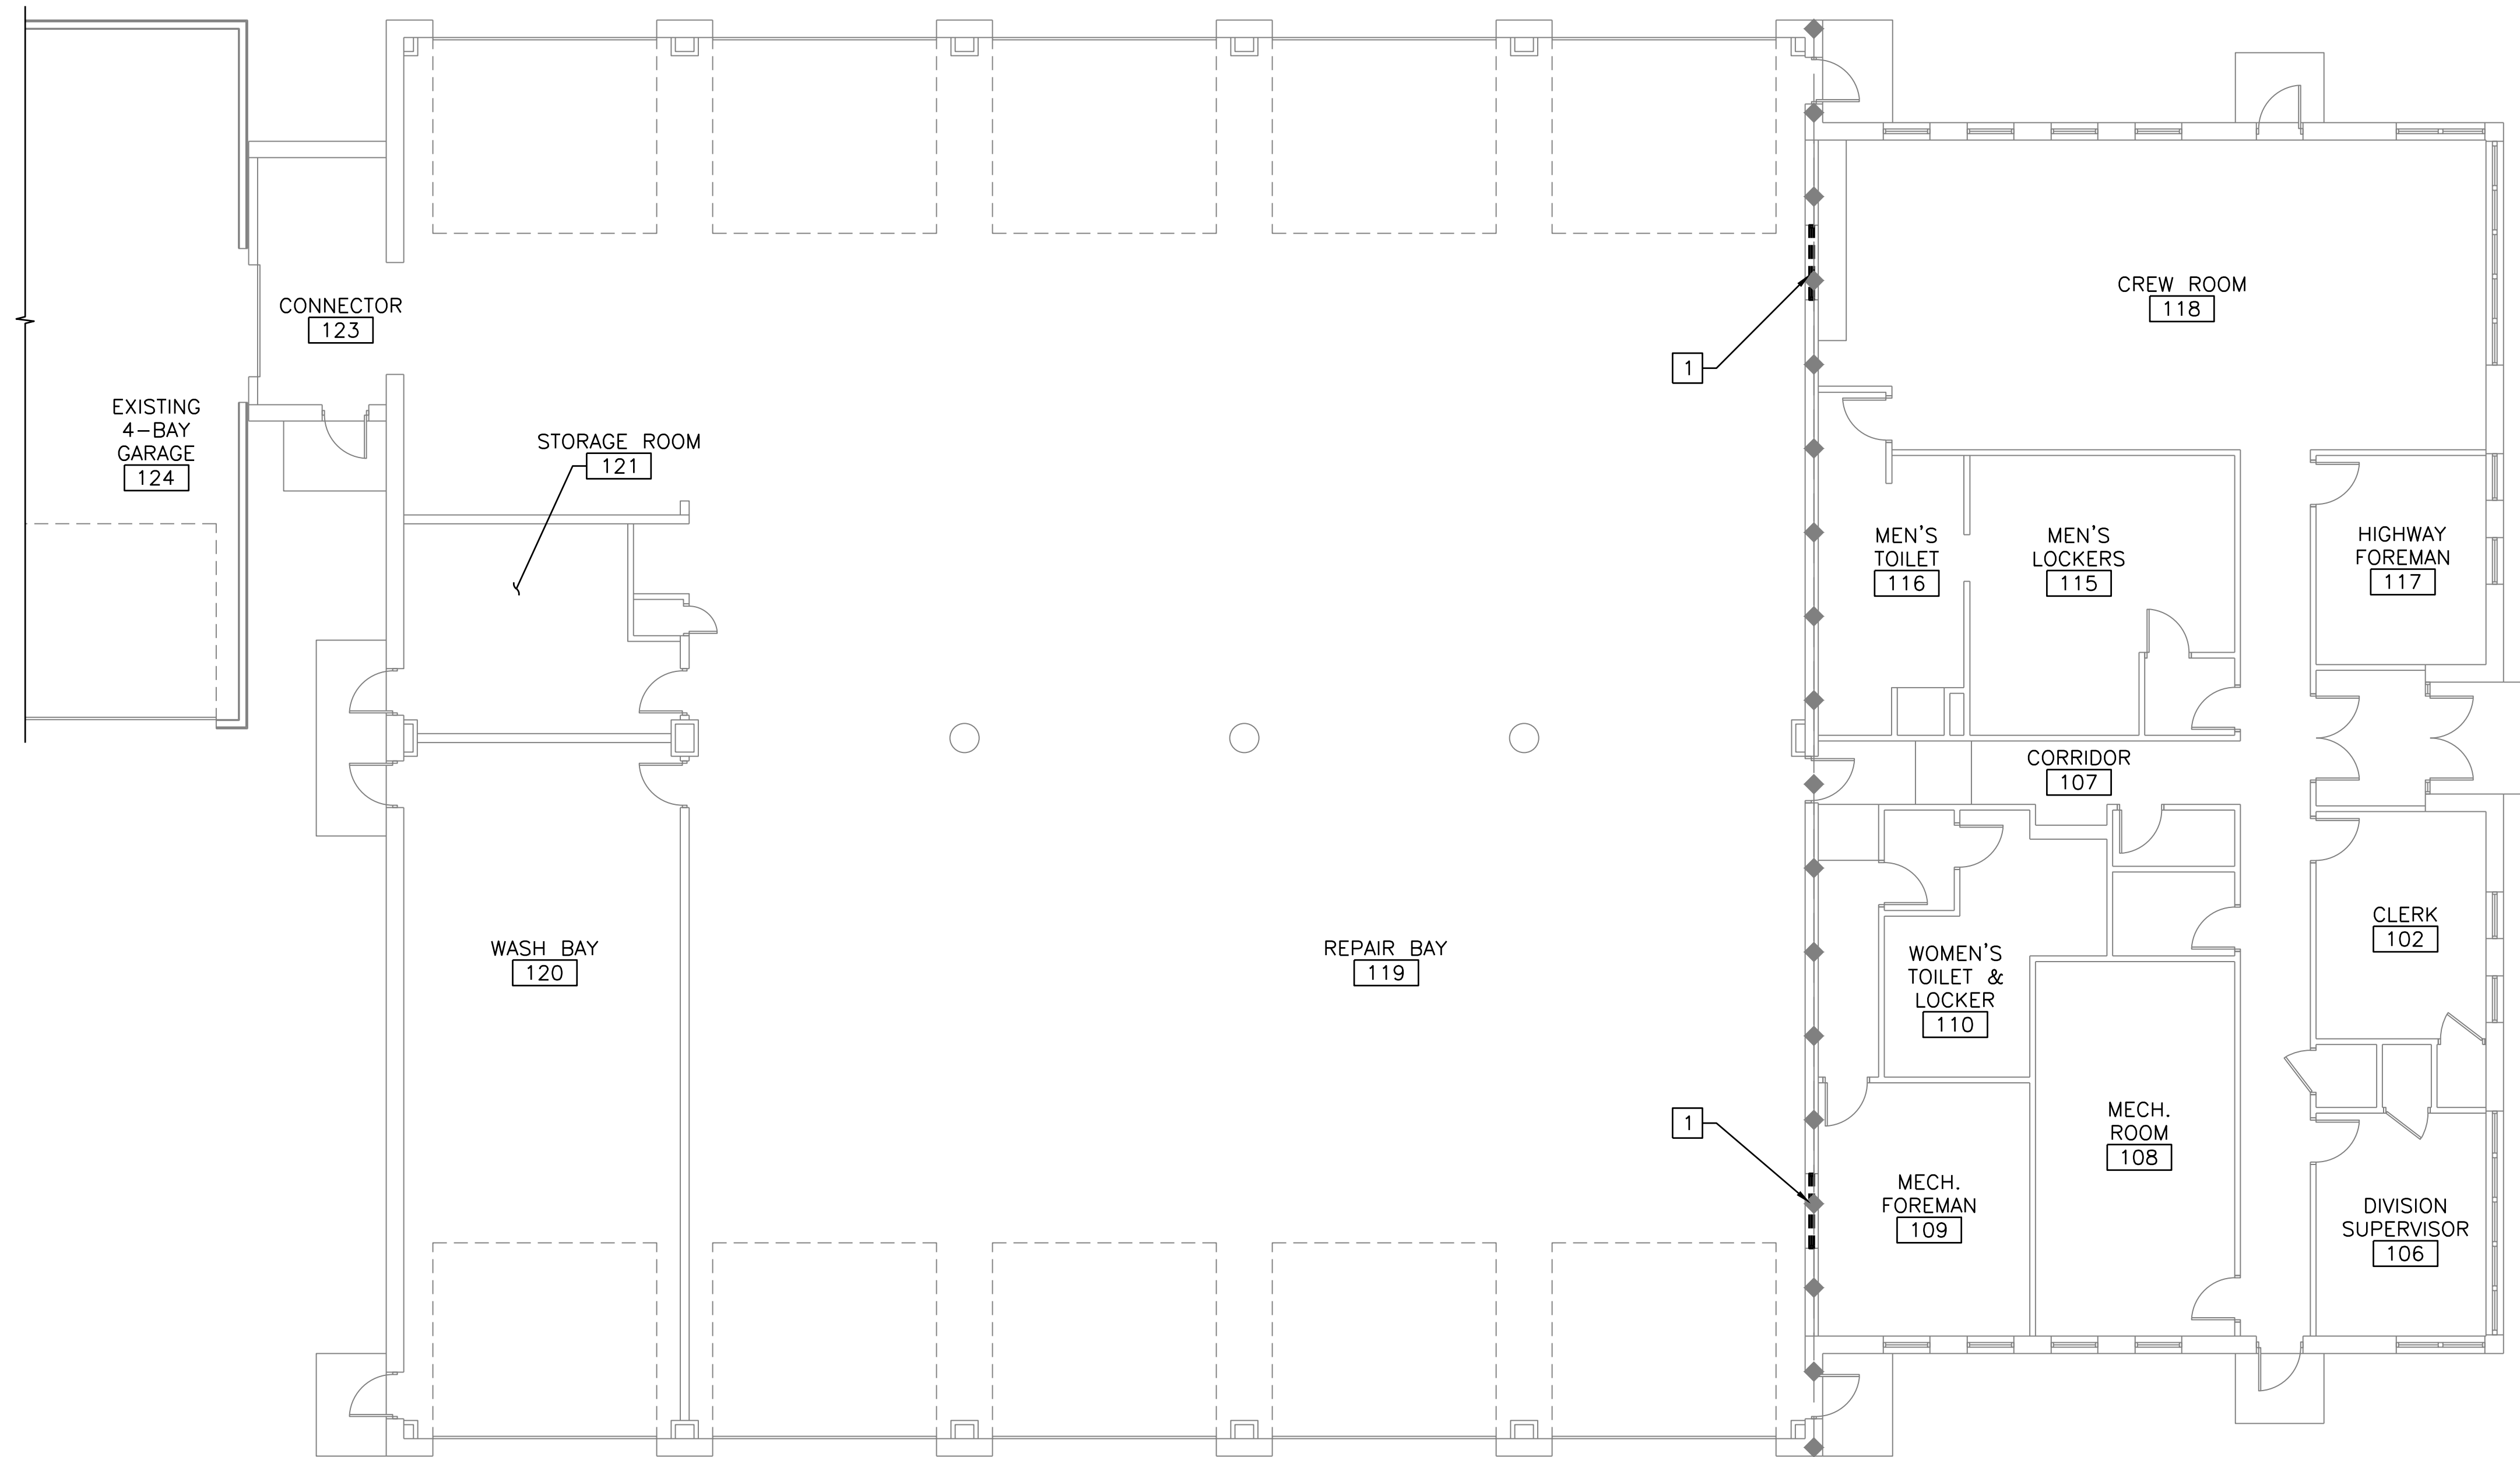 CONNECTOR
123
EXISTING
4-BAY
GARAGE
124
STORAGE ROOM
121
WASH BAY
120
REPAIR BAY
119
1
1
CREW ROOM
118
MEN'S
TOILET
116
MEN'S
LOCKERS
115
HIGHWAY
FOREMAN
117
CORRIDOR
107
CLERK
102
WOMEN'S
TOILET &
LOCKER
110
MECH.
ROOM
108
MECH.
FOREMAN
109
DIVISION
SUPERVISOR
106